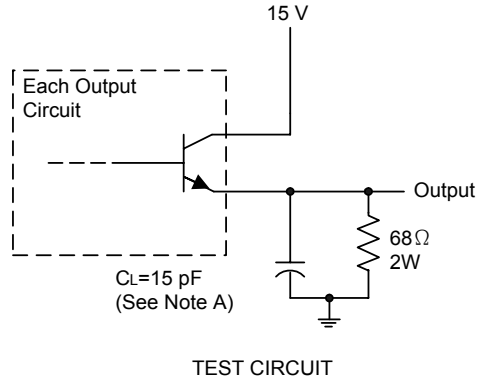 15 V
Each Output
Circuit
Output
68Ω
2W
CL=15 pF
(See Note A)
TEST CIRCUIT